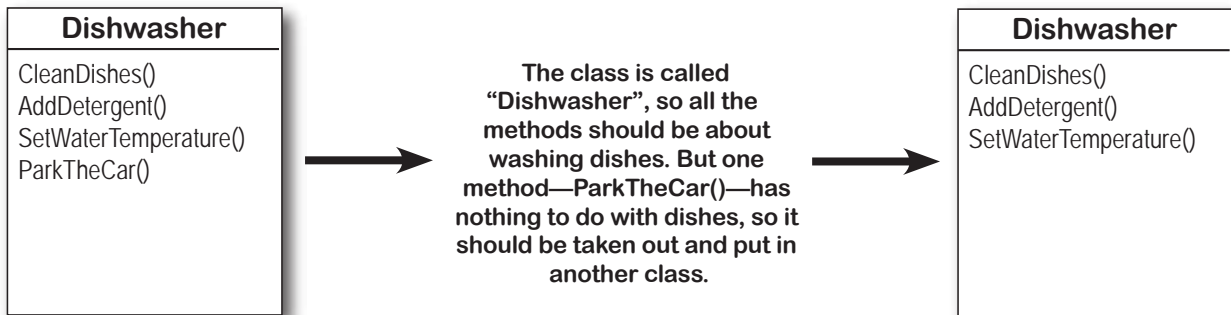 Dishwasher
CleanDishes()
AddDetergent()
SetWaterTemperature()
ParkTheCar()
The class is called
“Dishwasher”, so all the
methods should be about
washing dishes. But one
method—ParkTheCar()—has
nothing to do with dishes, so it
should be taken out and put in
another class.
Dishwasher
CleanDishes()
AddDetergent()
SetWaterTemperature()